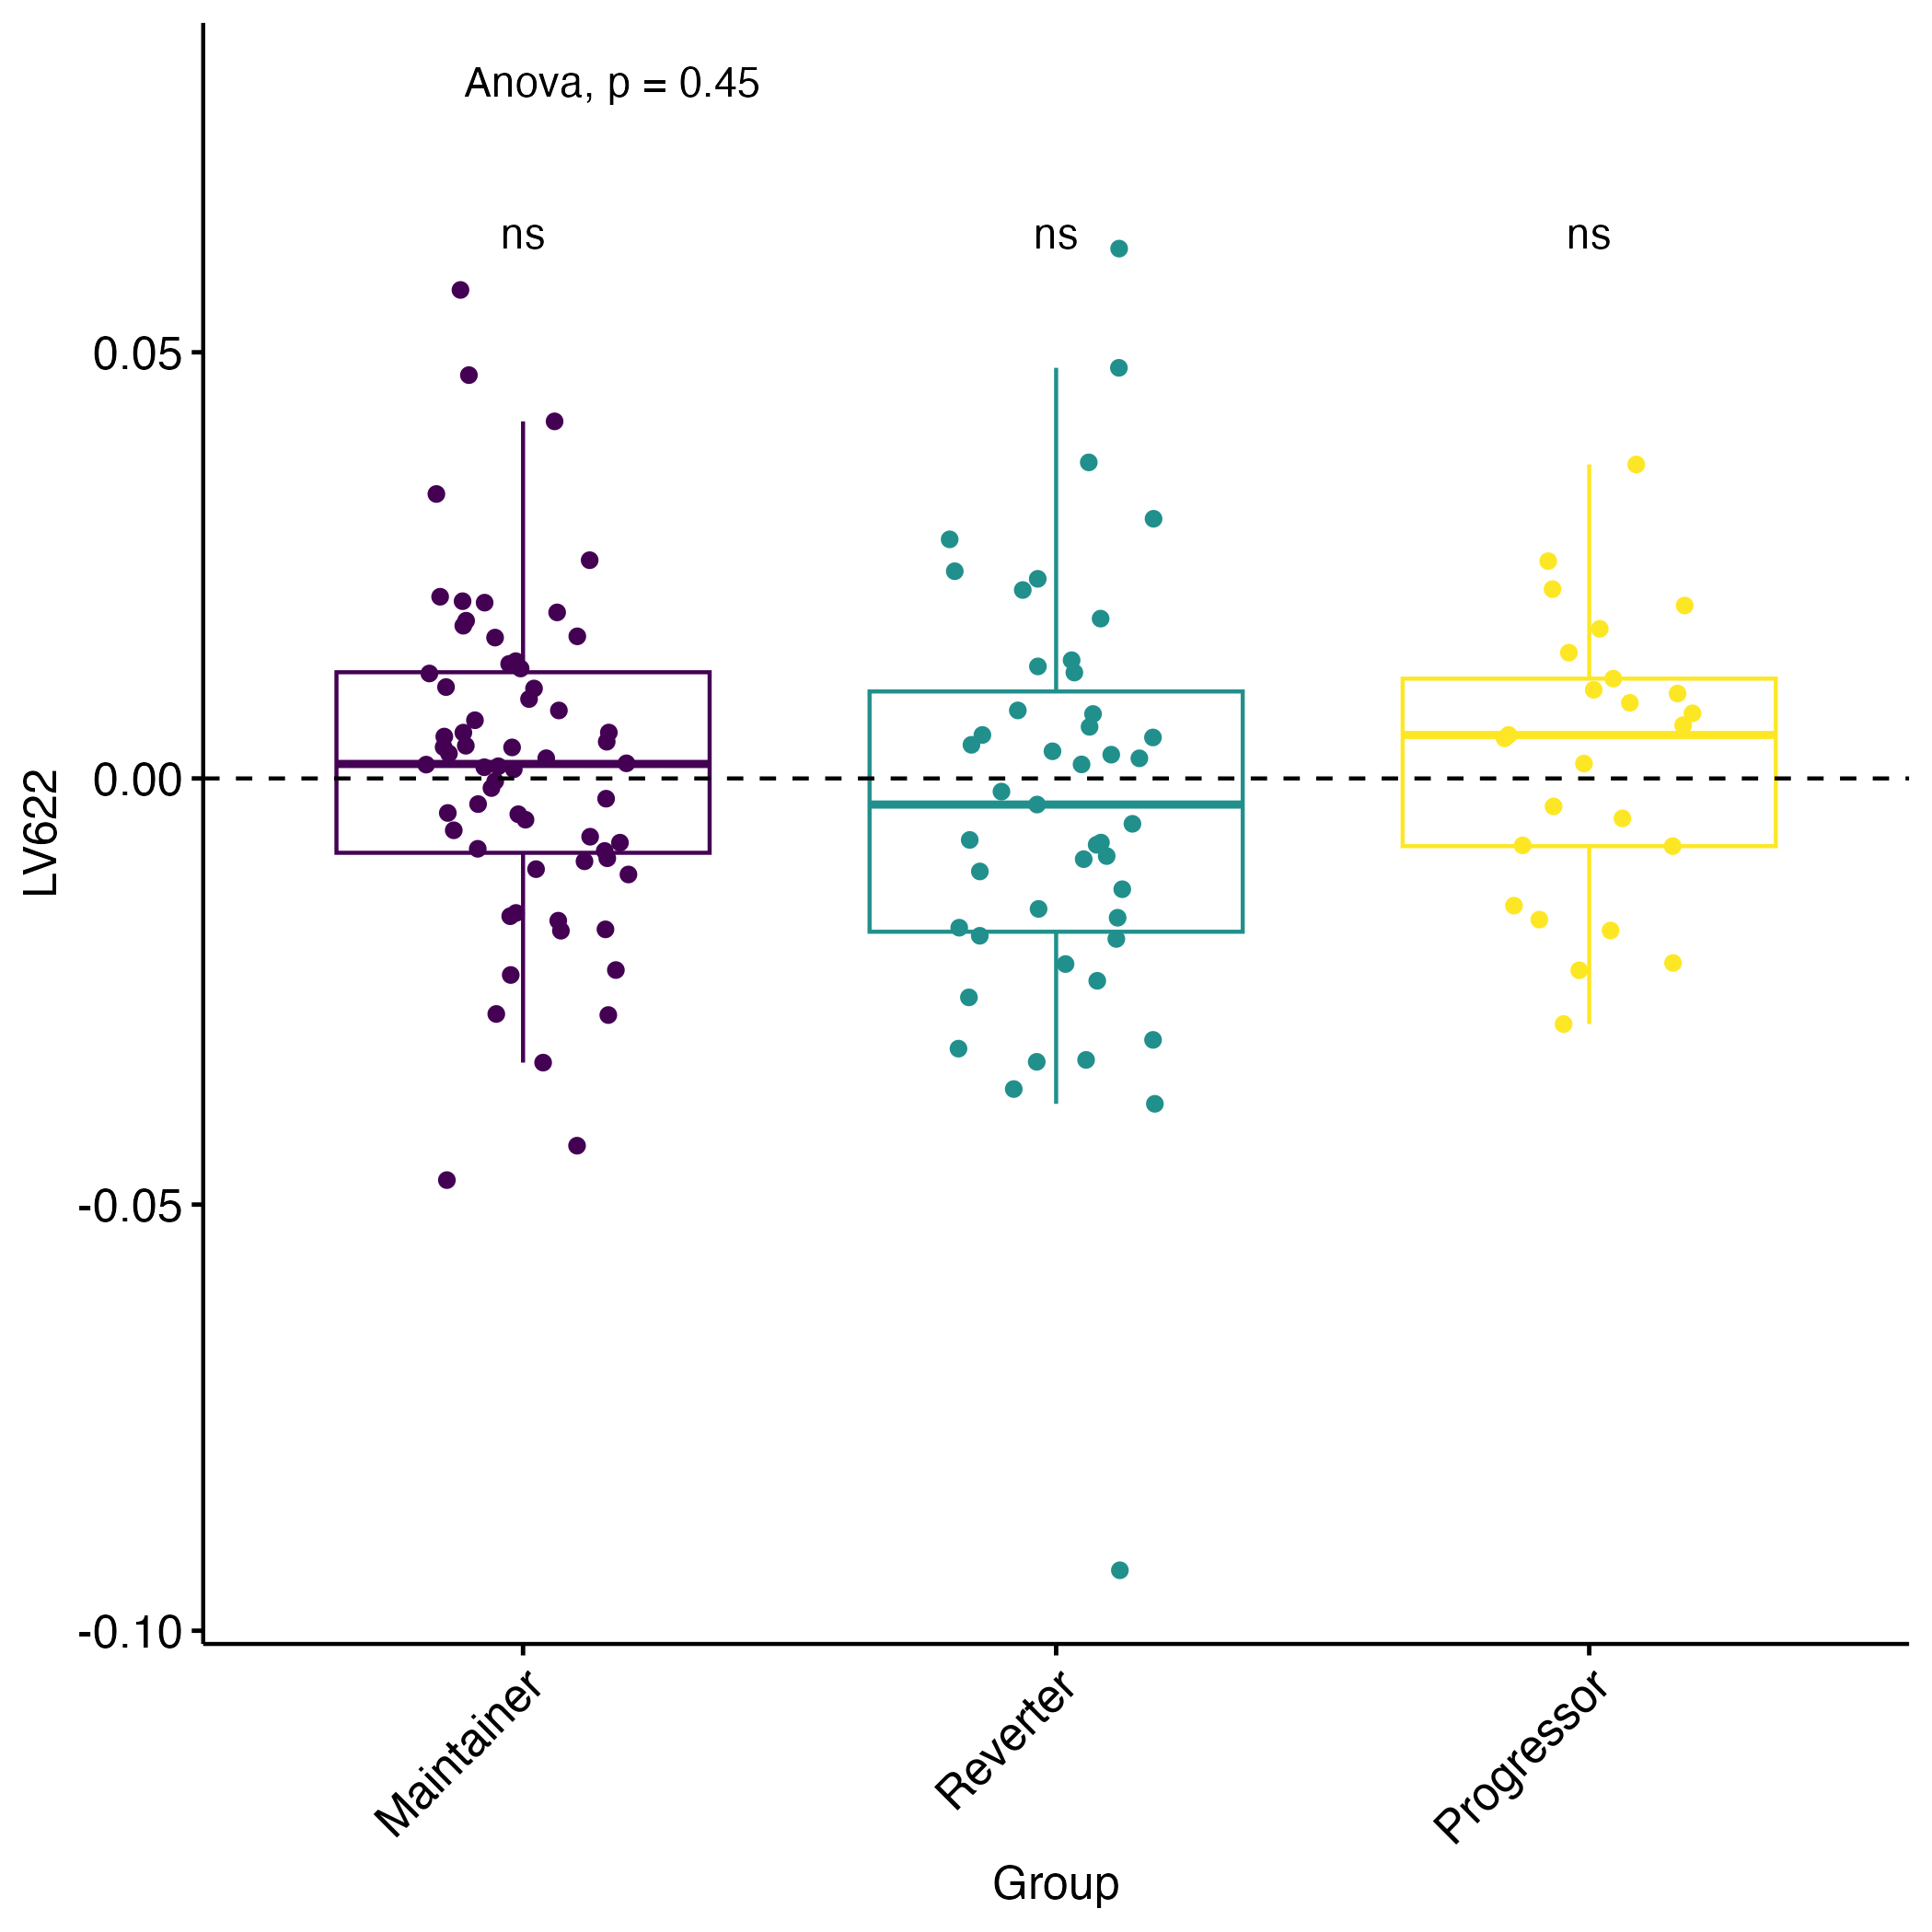 Anova, p = 0.45
ns ns ns
0.05
0.00
-0.05
-0.10
LV622
Maintainer Reverter Progressor
Group